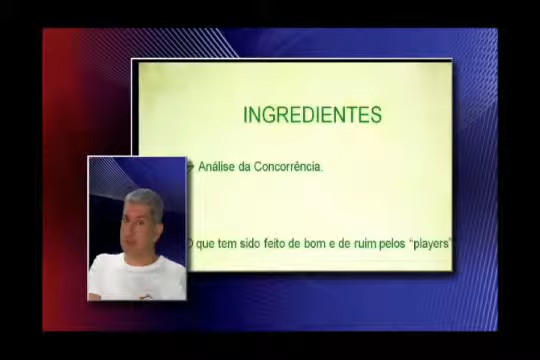 INGREDIENTES
Análise da Concorrência.
O que tem sido feito de bom e de ruim pelos “players”